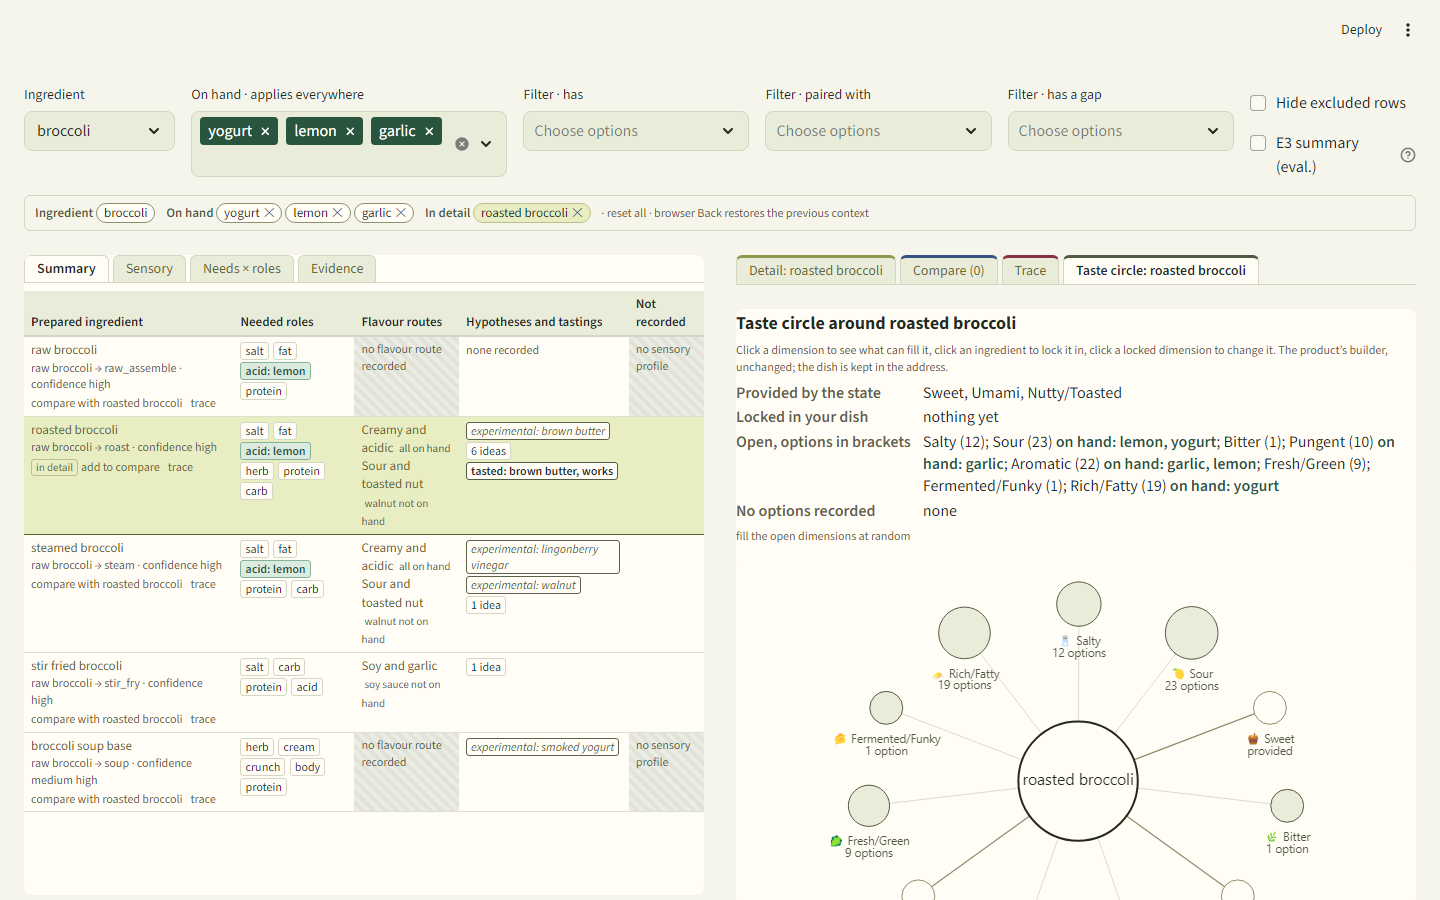 Deploy
Ingredient
On hand · applies everywhere
Filter · has
Filter · paired with
Filter · has a gap
broccoli
yogurt ×
lemon ×
garlic ×
Choose options
Choose options
Choose options
Hide excluded rows
E3 summary
(eval.)
Ingredient broccoli On hand yogurt × lemon × garlic × In detail roasted broccoli × · reset all · browser Back restores the previous context
Summary
Sensory
Needs × roles
Evidence
Prepared ingredient
Needed roles
Flavour routes
Hypotheses and tastings
Not
recorded
raw broccoli
raw broccoli → raw_assemble ·
confidence high
compare with roasted broccoli trace
salt fat
acid: lemon
protein
no flavour route
recorded
none recorded
no sensory
profile
roasted broccoli
raw broccoli → roast · confidence high
in detail add to compare trace
salt fat
acid: lemon
herb protein
carb
Creamy and
acidic all on hand
Sour and
toasted nut
walnut not on
hand
experimental: brown butter
6 ideas
tasted: brown butter, works
steamed broccoli
raw broccoli → steam · confidence high
compare with roasted broccoli trace
salt fat
acid: lemon
protein carb
Creamy and
acidic all on hand
Sour and
toasted nut
walnut not on
hand
experimental: lingonberry
vinegar
experimental: walnut
1 idea
stir fried broccoli
raw broccoli → stir_fry · confidence
high
compare with roasted broccoli trace
salt carb
protein acid
Soy and garlic
soy sauce not on
hand
1 idea
broccoli soup base
raw broccoli → soup · confidence
medium high
compare with roasted broccoli trace
herb cream
crunch body
protein
no flavour route
recorded
experimental: smoked yogurt
no sensory
profile
Detail: roasted broccoli
Compare (0)
Trace
Taste circle: roasted broccoli
Taste circle around roasted broccoli
Click a dimension to see what can fill it, click an ingredient to lock it in, click a locked dimension to change it. The product's builder,
unchanged; the dish is kept in the address.
Provided by the state Sweet, Umami, Nutty/Toasted
Locked in your dish nothing yet
Open, options in brackets Salty (12); Sour (23) on hand: lemon, yogurt; Bitter (1); Pungent (10) on
hand: garlic; Aromatic (22) on hand: garlic, lemon; Fresh/Green (9);
Fermented/Funky (1); Rich/Fatty (19) on hand: yogurt
No options recorded none
fill the open dimensions at random
Salty
12 options
Rich/Fatty
19 options
Sour
23 options
Fermented/Funky
1 option
Sweet
provided
roasted broccoli
Fresh/Green
9 options
Bitter
1 option